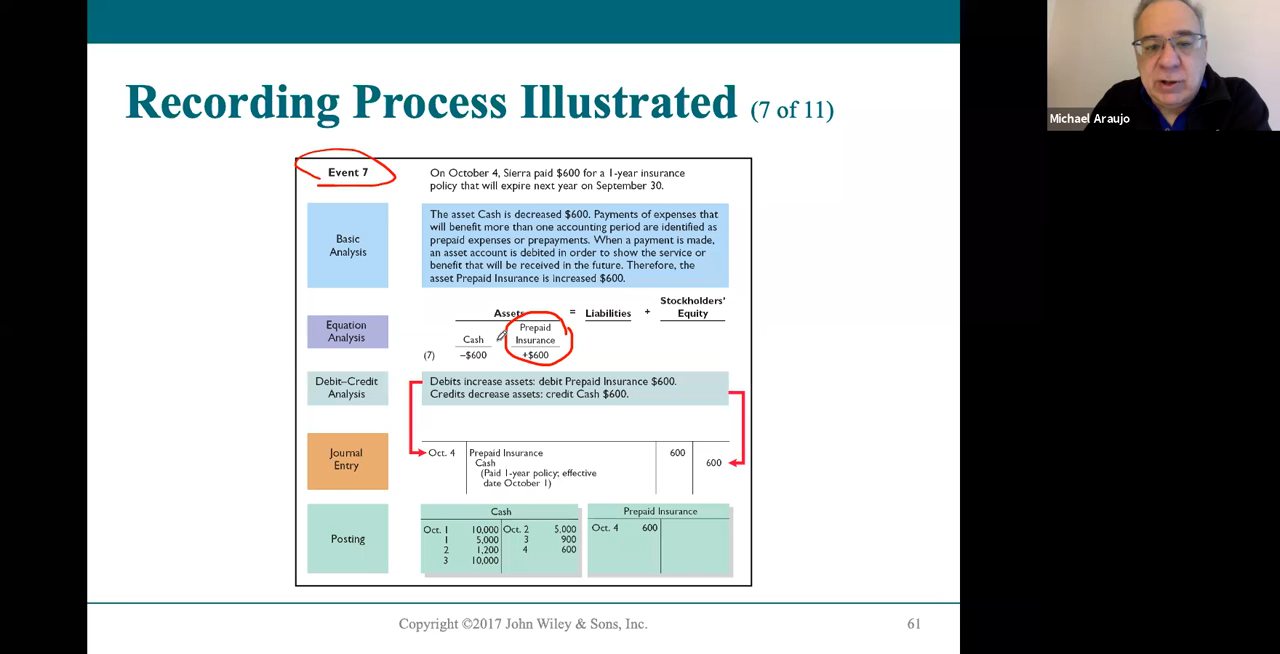 Recording Process Illustrated (7 of 11)
Michael Araujo
Event 7
On October 4, Sierra paid $600 for a 1-year insurance
policy that will expire next year on September 30.
Basic
Analysis
The asset Cash is decreased $600. Payments of expenses that
will benefit more than one accounting period are identified as
prepaid expenses or prepayments. When a payment is made,
an asset account is debited in order to show the service or
benefit that will be received in the future. Therefore, the
asset Prepaid Insurance is increased $600.
Equation
Analysis
Assets = Liabilities + Stockholders'
Equity
Prepaid
Cash Insurance
(7) –$600 +$600
Debit–Credit
Analysis
Debits increase assets: debit Prepaid Insurance $600.
Credits decrease assets: credit Cash $600.
Journal
Entry
Oct. 4 Prepaid Insurance 600
Cash 600
(Paid 1-year policy; effective
date October 1)
Posting
Cash
Oct. 1 10,000 Oct. 2 5,000
1 5,000 3 900
2 1,200 4 600
3 10,000
Prepaid Insurance
Oct. 4 600
Copyright ©2017 John Wiley & Sons, Inc.
61